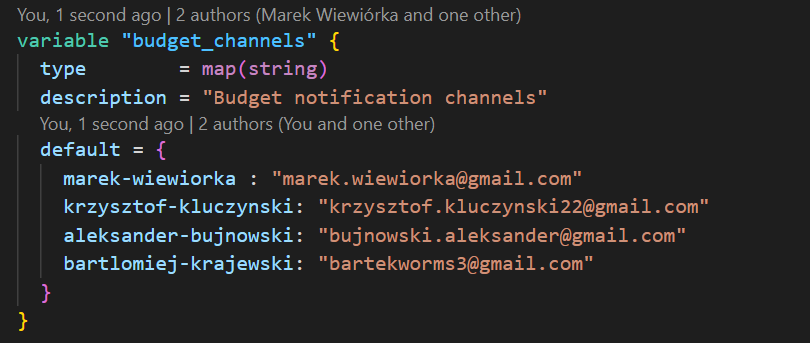 You, 1 second ago | 2 authors (Marek Wiewiórka and one other)
variable "budget_channels" {
type = map(string)
description = "Budget notification channels"
You, 1 second ago | 2 authors (You and one other)
default = {
marek-wiewiorka : "marek.wiewiorka@gmail.com"
krzysztof-kluczynski: "krzysztof.kluczynski22@gmail.com"
aleksander-bujnowski: "bujnowski.aleksander@gmail.com"
bartlomiej-krajewski: "bartekworms3@gmail.com"
}
}